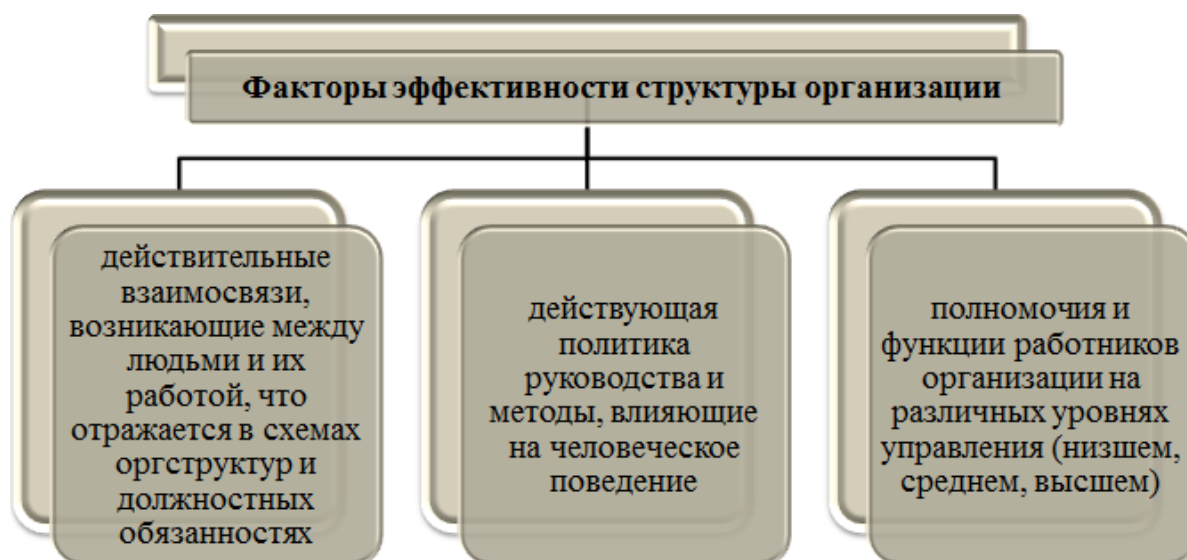 Факторы эффективности структуры организации
действительные
взаимосвязи,
возникающие между
людьми и их
работой, что
отражается в схемах
оргструктур и
должностных
обязанностях
действующая
политика
руководства и
методы, влияющие
на человеческое
поведение
полномочия и
функции работников
организации на
различных уровнях
управления (низшем,
среднем, высшем)